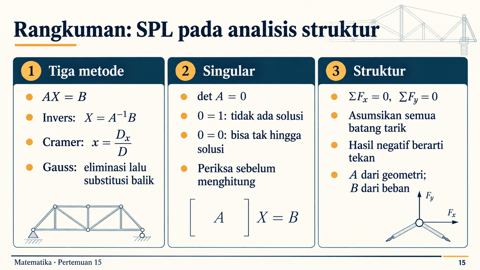 Rangkuman: SPL pada analisis struktur
1 Tiga metode
AX = B
Invers: X = A⁻¹B
Cramer: x = Dₓ/D
Gauss: eliminasi lalu
substitusi balik
2 Singular
det A = 0
0 = 1: tidak ada solusi
0 = 0: bisa tak hingga
solusi
Periksa sebelum
menghitung
[ A ] X = B
3 Struktur
ΣFₓ = 0, ΣFᵧ = 0
Asumsikan semua
batang tarik
Hasil negatif berarti
tekan
A dari geometri;
B dari beban
Fᵧ
Fₓ
Matematika · Pertemuan 15
15